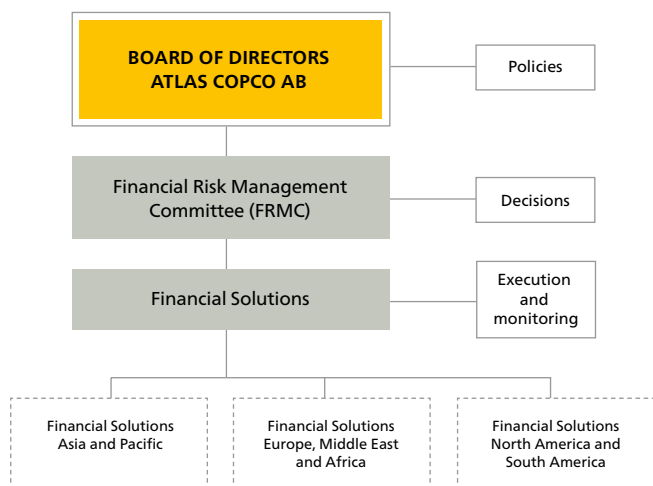 BOARD OF DIRECTORS
ATLAS COPCO AB
Policies
Financial Risk Management
Committee (FRMC)
Decisions
Financial Solutions
Execution
and
monitoring
Financial Solutions
Asia and Pacific
Financial Solutions
Europe, Middle East
and Africa
Financial Solutions
North America and
South America